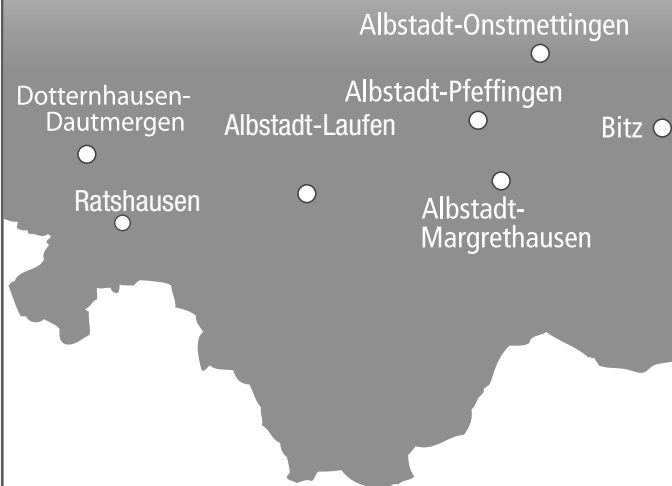 Albstadt-Onstmettingen
Dotternhausen-
Dautmergen
Albstadt-Pfeffingen
Albstadt-Laufen
Bitz
Ratshausen
Albstadt-
Margrethausen